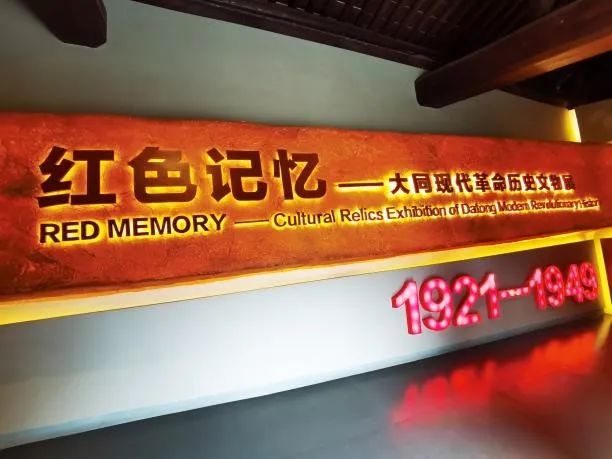 红色记忆——大同现代革命历史文物展
RED MEMORY——Cultural Relics Exhibition of Datong Modern Revolutionary History
1921····1949